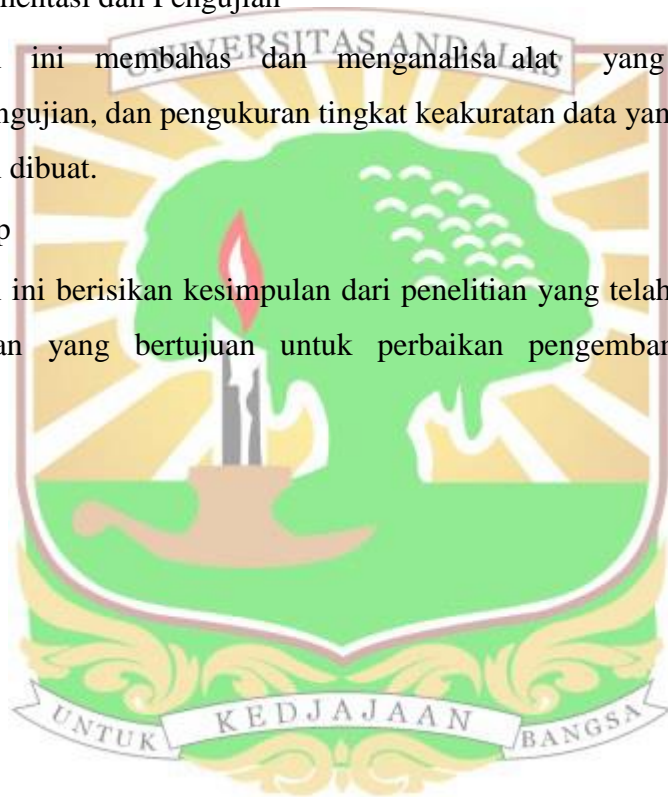 mentasi dan Pengujian
UNIVERSITAS ANDALAS
ini membahas dan menganalisa alat yang
ngujian, dan pengukuran tingkat keakuratan data yan
dibuat.
p
ini berisikan kesimpulan dari penelitian yang telah
an yang bertujuan untuk perbaikan pengemban
UNTUK KEDJAJAAN BANGSA